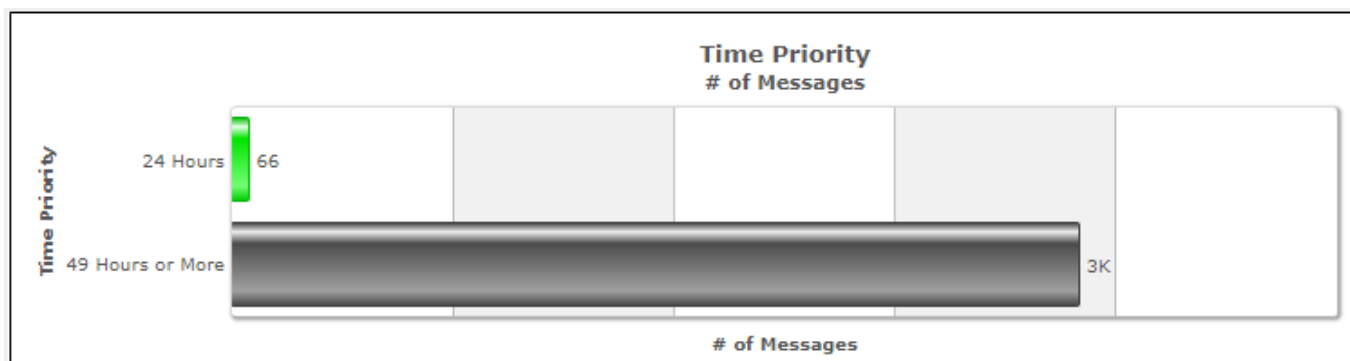 Time Priority
# of Messages
Time Priority
24 Hours
66
49 Hours or More
3K
# of Messages